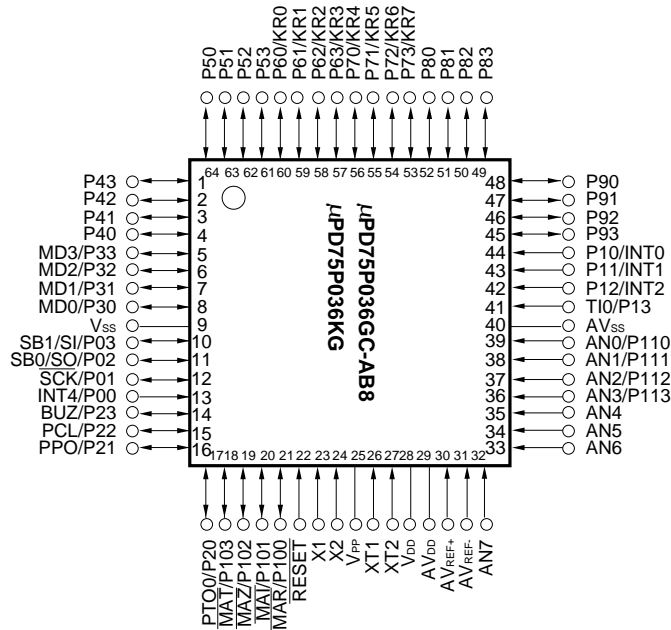 P50
P51
P52
P53
P60/KR0
P61/KR1
P62/KR2
P63/KR3
P70/KR4
P71/KR5
P72/KR6
P73/KR7
P80
P81
P82
P83
64 63 62 61 60 59 58 57 56 55 54 53 52 51 50 49
P43 1
P42 2
P41 3
P40 4
MD3/P33 5
MD2/P32 6
MD1/P31 7
MD0/P30 8
VSS 9
SB1/SI/P03 10
SB0/SO/P02 11
SCK/P01 12
INT4/P00 13
BUZ/P23 14
PCL/P22 15
PPO/P21 16
µPD75P036GC-AB8
µPD75P036KG
48 P90
47 P91
46 P92
45 P93
44 P10/INT0
43 P11/INT1
42 P12/INT2
41 TI0/P13
40 AVSS
39 AN0/P110
38 AN1/P111
37 AN2/P112
36 AN3/P113
35 AN4
34 AN5
33 AN6
17 18 19 20 21 22 23 24 25 26 27 28 29 30 31 32
PTO0/P20
MAT/P103
MAZ/P102
MAI/P101
MAR/P100
RESET
X1
X2
VPP
XT1
XT2
VDD
AVDD
AVREF+
AVREF-
AN7